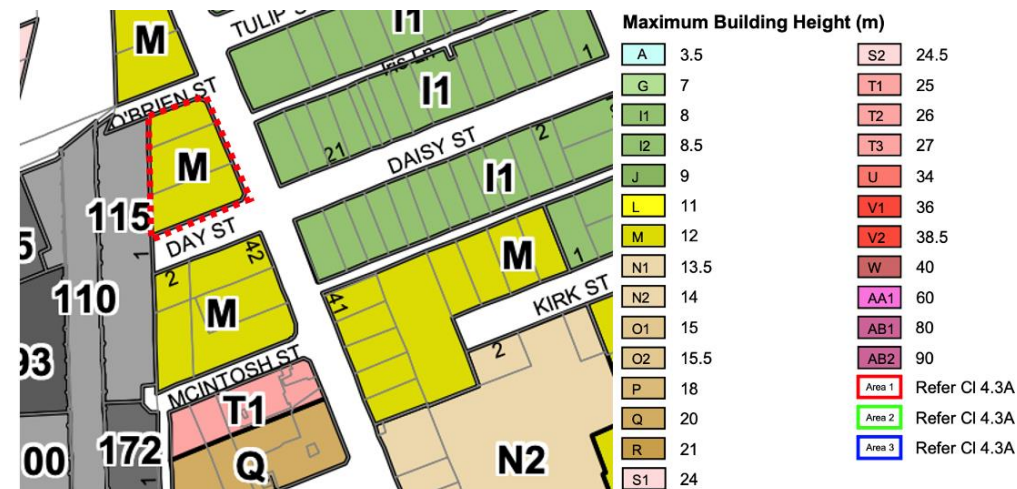 M
TULIP
I1
Iris Ln
1
O'BRIEN ST
I1
M
21
DAISY ST
2
I1
115
DAY ST
1
42
2
M
1
5
110
M
41
KIRK ST
2
93
MCINTOSH ST
T1
00
172
1
Q
N2
Maximum Building Height (m)
A 3.5
G 7
I1 8
I2 8.5
J 9
L 11
M 12
N1 13.5
N2 14
O1 15
O2 15.5
P 18
Q 20
R 21
S1 24
S2 24.5
T1 25
T2 26
T3 27
U 34
V1 36
V2 38.5
W 40
AA1 60
AB1 80
AB2 90
Area 1 Refer Cl 4.3A
Area 2 Refer Cl 4.3A
Area 3 Refer Cl 4.3A